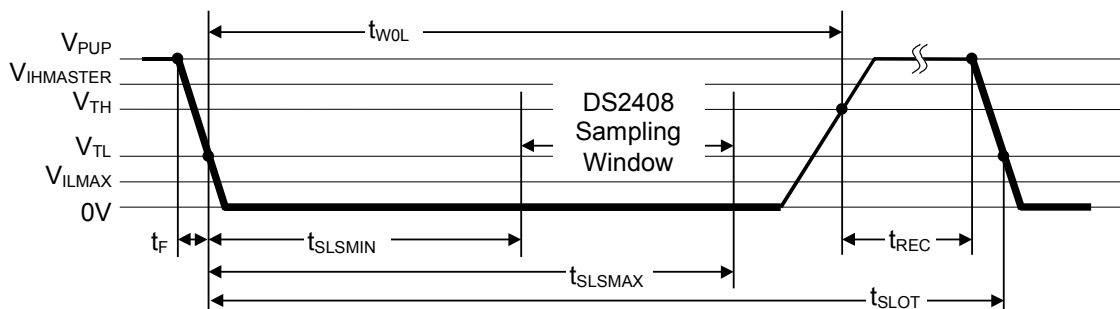 tW0L
VPUP
VIHMASTER
VTH
VTL
VILMAX
0V
DS2408
Sampling
Window
tF
tSLSMIN
tREC
tSLSMAX
tSLOT